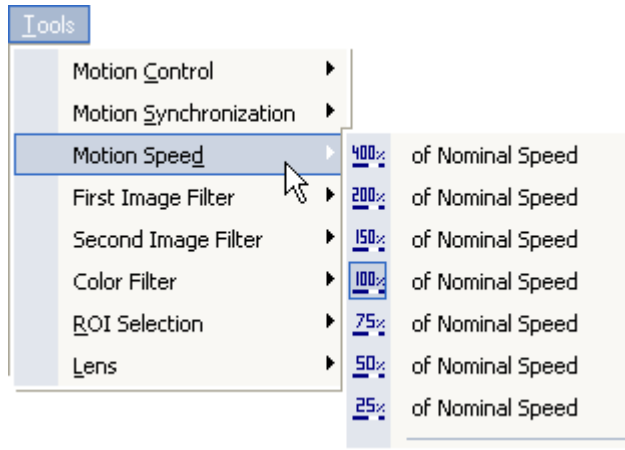 Tools
Motion Control
Motion Synchronization
Motion Speed
First Image Filter
Second Image Filter
Color Filter
ROI Selection
Lens
400% of Nominal Speed
200% of Nominal Speed
150% of Nominal Speed
100% of Nominal Speed
75% of Nominal Speed
50% of Nominal Speed
25% of Nominal Speed